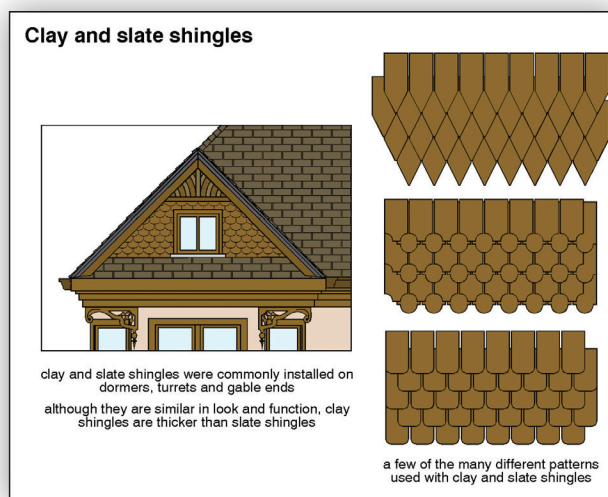 Clay and slate shingles
clay and slate shingles were commonly installed on
dormers, turrets and gable ends
although they are similar in look and function, clay
shingles are thicker than slate shingles
a few of the many different patterns
used with clay and slate shingles